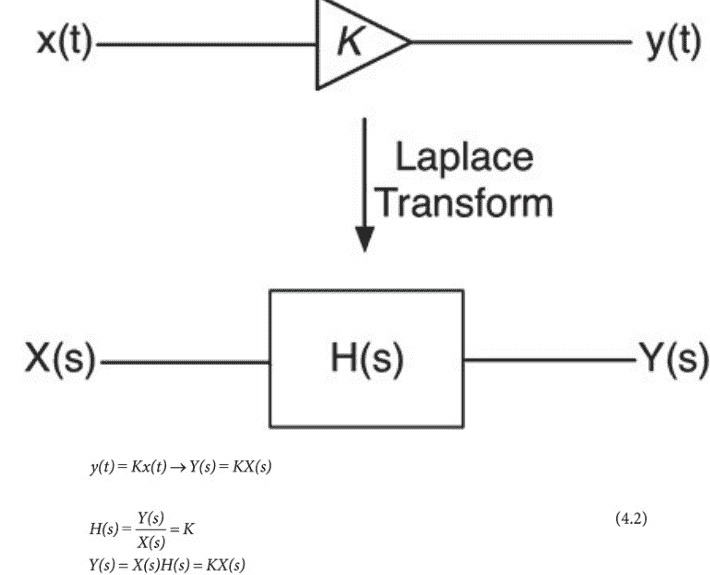 x(t) K y(t)
Laplace
Transform
X(s) H(s) Y(s)
y(t) = Kx(t) → Y(s) = KX(s)
H(s) = Y(s)/X(s) = K (4.2)
Y(s) = X(s)H(s) = KX(s)